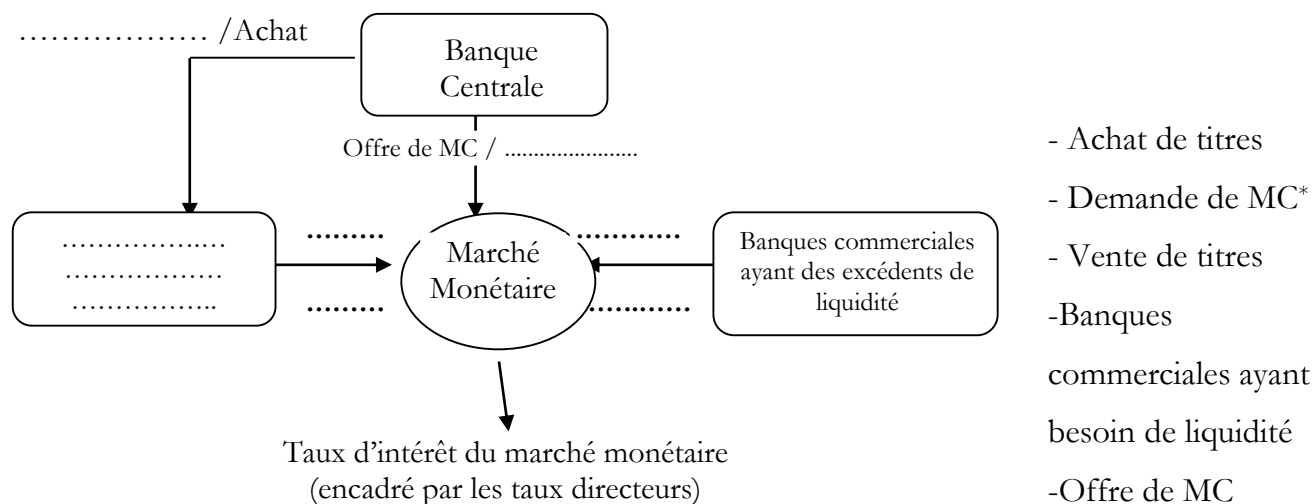 ……………… /Achat
Banque
Centrale
Offre de MC / ........................
……………….…
………………
……………..
………
………
Marché
Monétaire
…….……
……..……
Banques commerciales
ayant des excédents de
liquidité
Taux d’intérêt du marché monétaire
(encadré par les taux directeurs)
- Achat de titres
- Demande de MC*
- Vente de titres
-Banques
commerciales ayant
besoin de liquidité
-Offre de MC